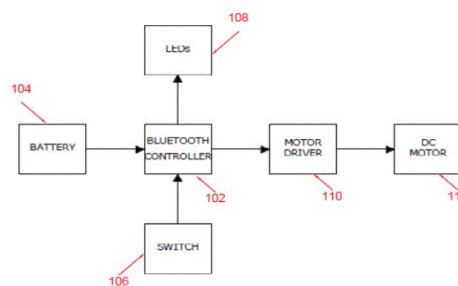 108
LEDs
104
BATTERY
BLUETOOTH
CONTROLLER
MOTOR
DRIVER
DC
MOTOR
102
110
SWITCH
106